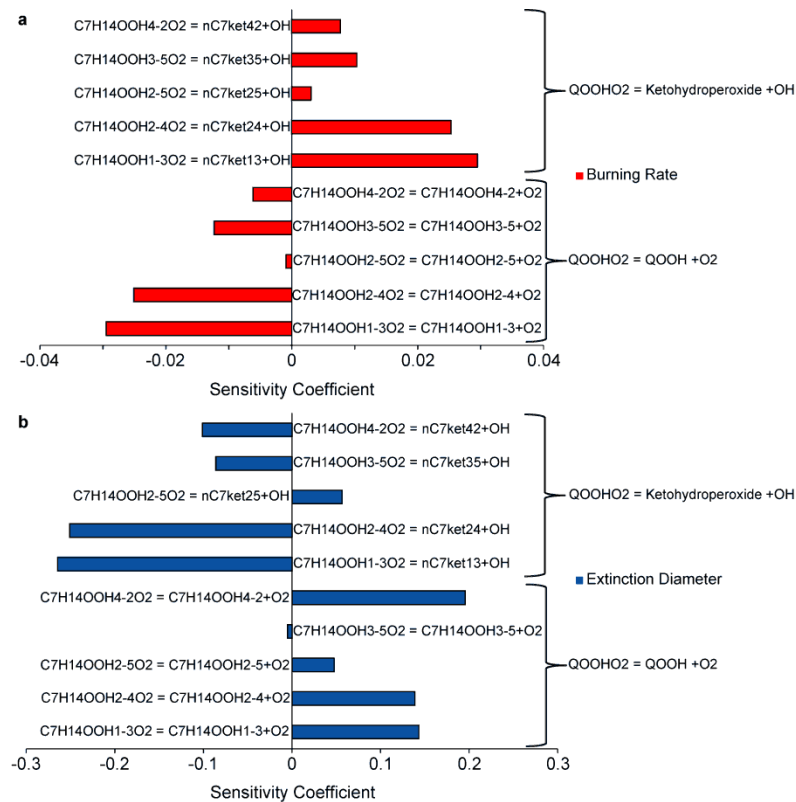 a
C7H14OOH4-2O2 = nC7ket42+OH
C7H14OOH3-5O2 = nC7ket35+OH
C7H14OOH2-5O2 = nC7ket25+OH
C7H14OOH2-4O2 = nC7ket24+OH
C7H14OOH1-3O2 = nC7ket13+OH
QOOHO2 = Ketohydroperoxide +OH
Burning Rate
C7H14OOH4-2O2 = C7H14OOH4-2+O2
C7H14OOH3-5O2 = C7H14OOH3-5+O2
C7H14OOH2-5O2 = C7H14OOH2-5+O2
C7H14OOH2-4O2 = C7H14OOH2-4+O2
C7H14OOH1-3O2 = C7H14OOH1-3+O2
QOOHO2 = QOOH +O2
-0.04 -0.02 0 0.02 0.04
Sensitivity Coefficient
b
C7H14OOH4-2O2 = nC7ket42+OH
C7H14OOH3-5O2 = nC7ket35+OH
C7H14OOH2-5O2 = nC7ket25+OH
C7H14OOH2-4O2 = nC7ket24+OH
C7H14OOH1-3O2 = nC7ket13+OH
QOOHO2 = Ketohydroperoxide +OH
Extinction Diameter
C7H14OOH4-2O2 = C7H14OOH4-2+O2
C7H14OOH3-5O2 = C7H14OOH3-5+O2
C7H14OOH2-5O2 = C7H14OOH2-5+O2
C7H14OOH2-4O2 = C7H14OOH2-4+O2
C7H14OOH1-3O2 = C7H14OOH1-3+O2
QOOHO2 = QOOH +O2
-0.3 -0.2 -0.1 0 0.1 0.2 0.3
Sensitivity Coefficient